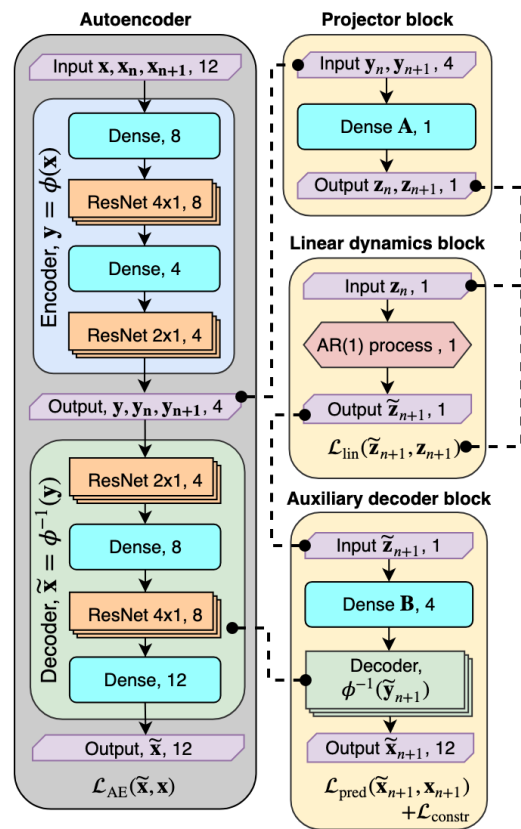 Autoencoder
Input x, xₙ, xₙ₊₁, 12
Encoder, y = ϕ(x)
Dense, 8
ResNet 4x1, 8
Dense, 4
ResNet 2x1, 4
Output, y, yₙ, yₙ₊₁, 4
Decoder, x̃ = ϕ⁻¹(y)
ResNet 2x1, 4
Dense, 8
ResNet 4x1, 8
Dense, 12
Output, x̃, 12
ℒ_AE(x̃, x)
Projector block
Input yₙ, yₙ₊₁, 4
Dense A, 1
Output zₙ, zₙ₊₁, 1
Linear dynamics block
Input zₙ, 1
AR(1) process , 1
Output z̃ₙ₊₁, 1
ℒ_lin(z̃ₙ₊₁, zₙ₊₁)
Auxiliary decoder block
Input z̃ₙ₊₁, 1
Dense B, 4
Decoder,
ϕ⁻¹(ỹₙ₊₁)
Output x̃ₙ₊₁, 12
ℒ_pred(x̃ₙ₊₁, xₙ₊₁)
+ℒ_constr